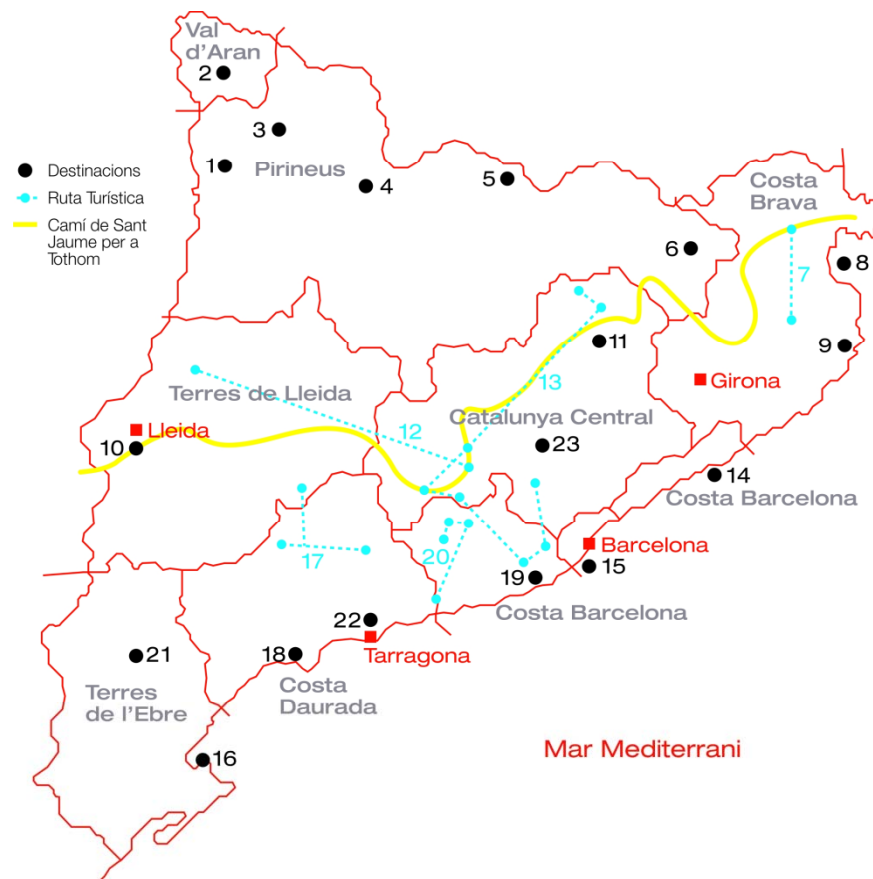 Val
d'Aran
2
3
1
Pirineus
4
5
Destinacions
Ruta Turística
Camí de Sant
Jaume per a
Tothom
Costa
Brava
6
7
8
9
11
Girona
13
Terres de Lleida
12
Catalunya Central
Lleida
10
23
14
Costa Barcelona
17
20
Barcelona
15
19
Costa Barcelona
22
Tarragona
21
18
Terres
de l'Ebre
Costa
Daurada
16
Mar Mediterrani